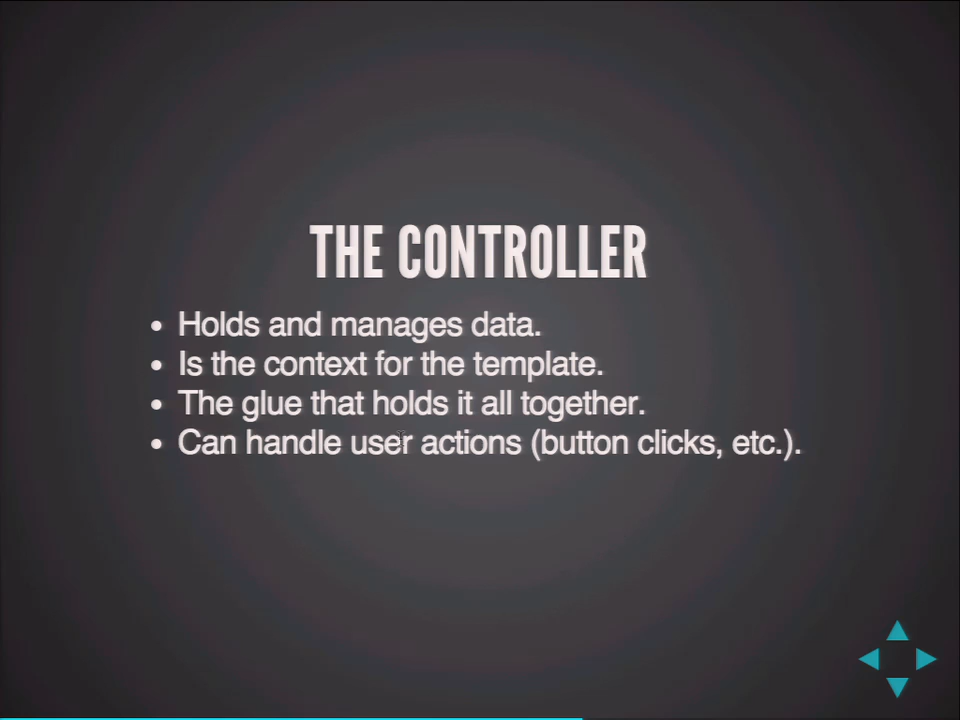 THE CONTROLLER
• Holds and manages data.
• Is the context for the template.
• The glue that holds it all together.
• Can handle user actions (button clicks, etc.).